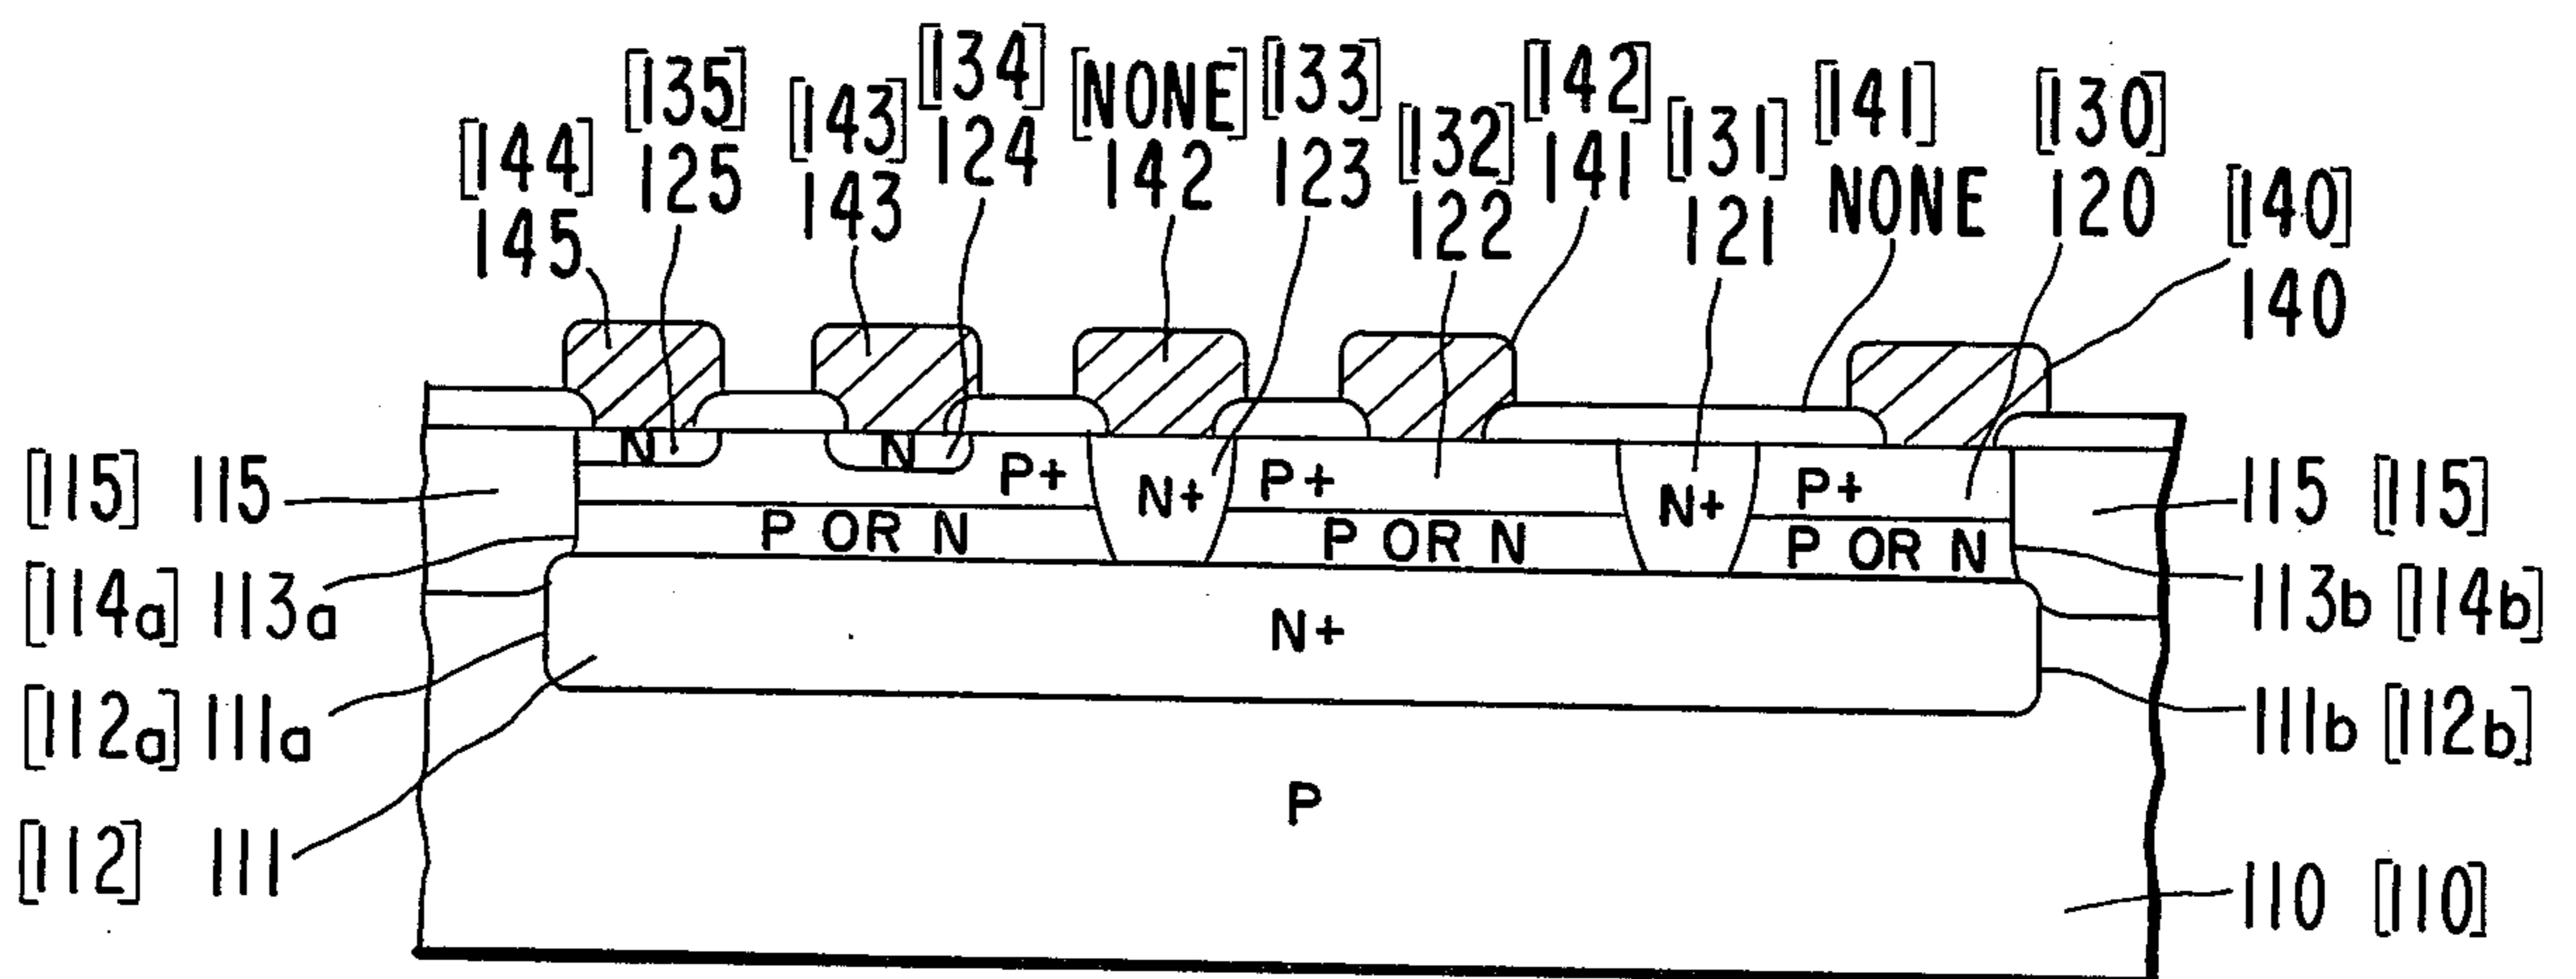 [144]
145
[135]
125
[143]
143
[134]
124
[NONE]
142
[133]
123
[132]
122
[142]
141
[131]
121
[141]
NONE
[130]
120
[140]
140
N
N
P+
N+
P+
N+
P+
P OR N
P OR N
P OR N
[115] 115
115 [115]
[114a] 113a
113b [114b]
N+
[112a] 111a
111b [112b]
P
[112] 111
110 [110]